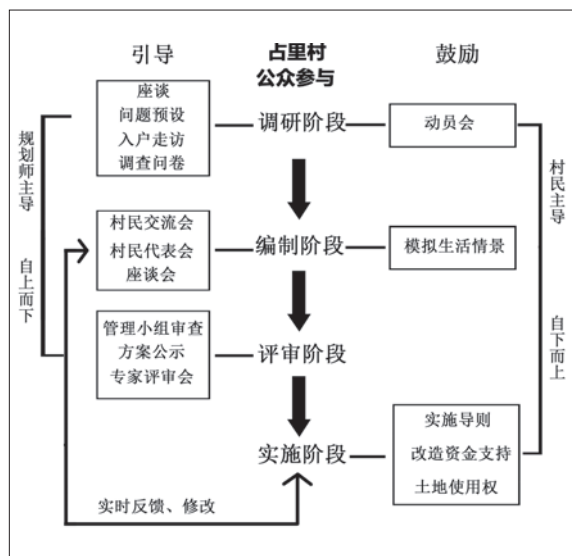 引导
占里村
公众参与
鼓励
座谈
问题预设
入户走访
调查问卷
调研阶段
动员会
规划师主导
自上而下
村民主导
自下而上
村民交流会
村民代表会
座谈会
编制阶段
模拟生活情景
管理小组审查
方案公示
专家评审会
评审阶段
实施阶段
实施导则
改造资金支持
土地使用权
实时反馈、修改